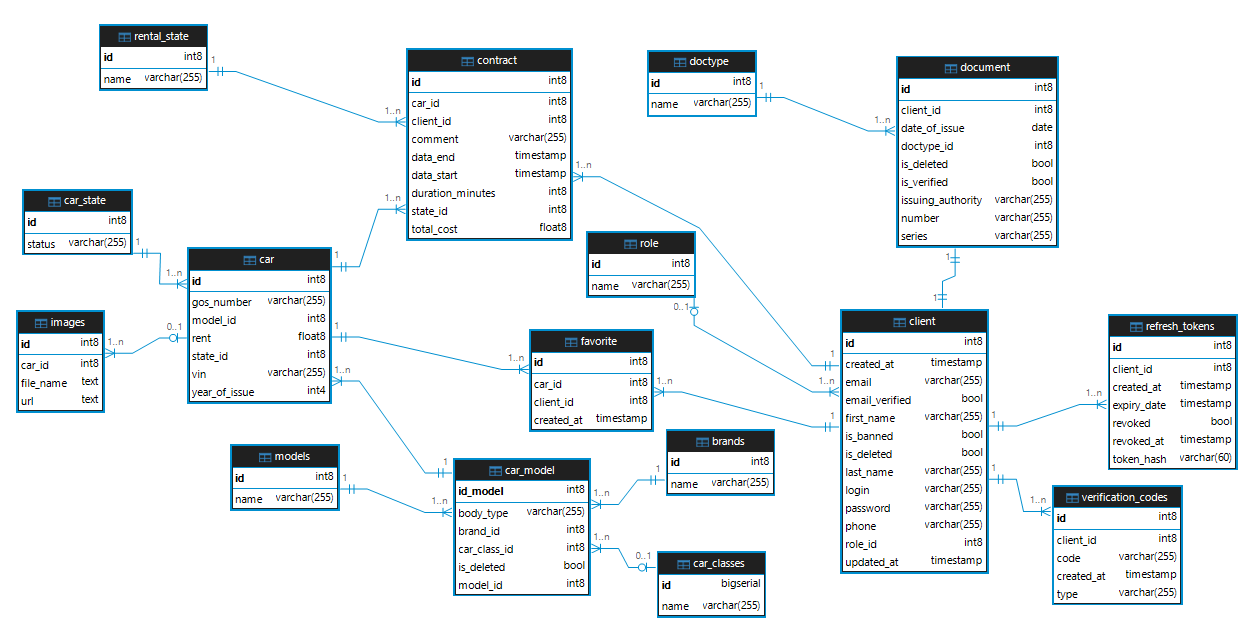 rental_state
id int8
name varchar(255)
1
1..n
contract
id int8
car_id int8
client_id int8
comment varchar(255)
data_end timestamp
data_start timestamp
duration_minutes int8
state_id int8
total_cost float8
1..n
1..n
doctype
id int8
name varchar(255)
1
1..n
document
id int8
client_id int8
date_of_issue date
doctype_id int8
is_deleted bool
is_verified bool
issuing_authority varchar(255)
number varchar(255)
series varchar(255)
1
1
car_state
id int8
status varchar(255)
1
1..n
car
id int8
gos_number varchar(255)
model_id int8
rent float8
state_id int8
vin varchar(255)
year_of_issue int4
1
1
1..n
0..1
images
id int8
car_id int8
file_name text
url text
1..n
role
id int8
name varchar(255)
0..1
favorite
id int8
car_id int8
client_id int8
created_at timestamp
1..n
1..n
client
id int8
created_at timestamp
email varchar(255)
email_verified bool
first_name varchar(255)
is_banned bool
is_deleted bool
last_name varchar(255)
login varchar(255)
password varchar(255)
phone varchar(255)
role_id int8
updated_at timestamp
1
1..n
1
1
1
refresh_tokens
id int8
client_id int8
created_at timestamp
expiry_date timestamp
revoked bool
revoked_at timestamp
token_hash varchar(60)
1..n
models
id int8
name varchar(255)
1
1..n
car_model
id_model int8
body_type varchar(255)
brand_id int8
car_class_id int8
is_deleted bool
model_id int8
1
1..n
1..n
brands
id int8
name varchar(255)
1
car_classes
id bigserial
name varchar(255)
0..1
verification_codes
id int8
client_id int8
code varchar(255)
created_at timestamp
type varchar(255)
1..n